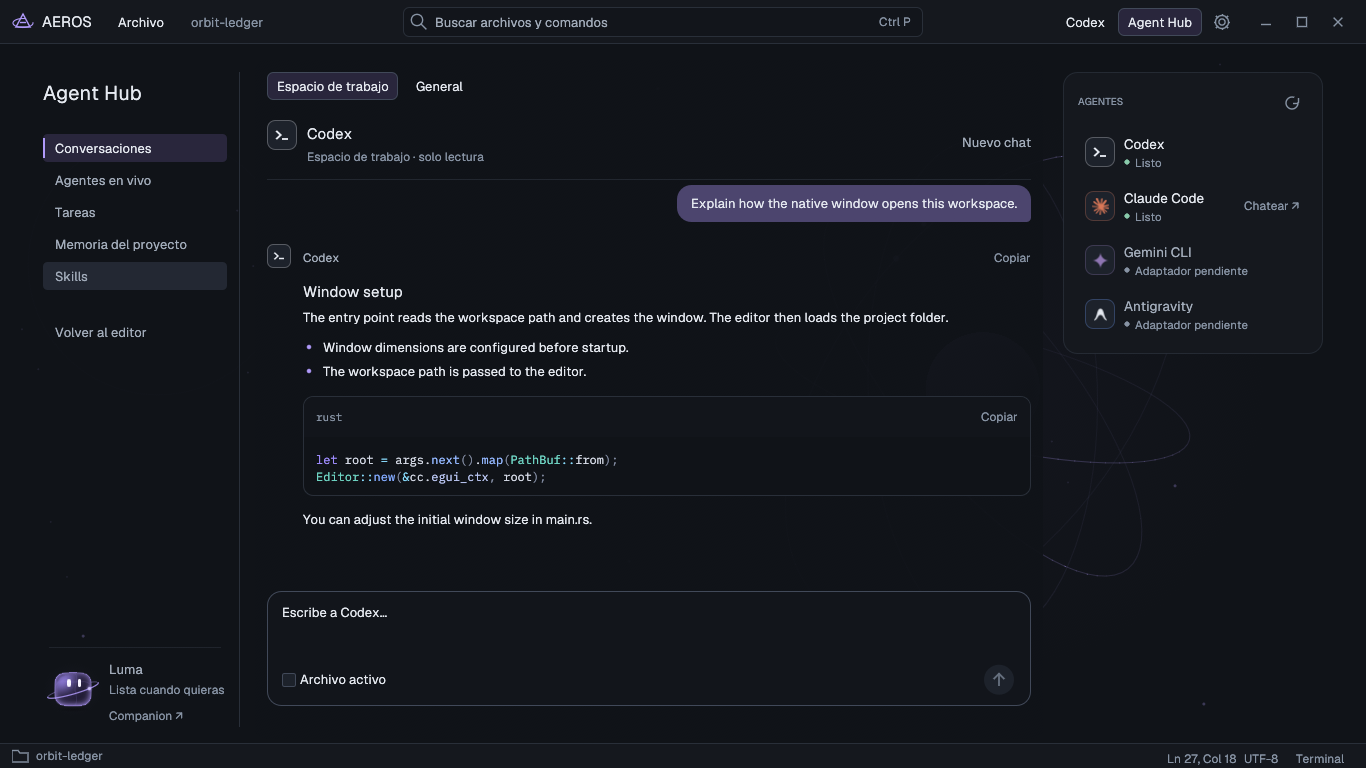 AEROS
Archivo
orbit-ledger
Buscar archivos y comandos
Ctrl P
Codex
Agent Hub
Agent Hub
Conversaciones
Agentes en vivo
Tareas
Memoria del proyecto
Skills
Volver al editor
Luma
Lista cuando quieras
Companion ↗
Espacio de trabajo
General
Codex
Espacio de trabajo · solo lectura
Nuevo chat
Explain how the native window opens this workspace.
Codex
Copiar
Window setup
The entry point reads the workspace path and creates the window. The editor then loads the project folder.
• Window dimensions are configured before startup.
• The workspace path is passed to the editor.
rust
Copiar
let root = args.next().map(PathBuf::from);
Editor::new(&cc.egui_ctx, root);
You can adjust the initial window size in main.rs.
Escribe a Codex…
Archivo activo
AGENTES
Codex
Listo
Claude Code
Listo
Chatear ↗
Gemini CLI
Adaptador pendiente
Antigravity
Adaptador pendiente
orbit-ledger
Ln 27, Col 18
UTF-8
Terminal